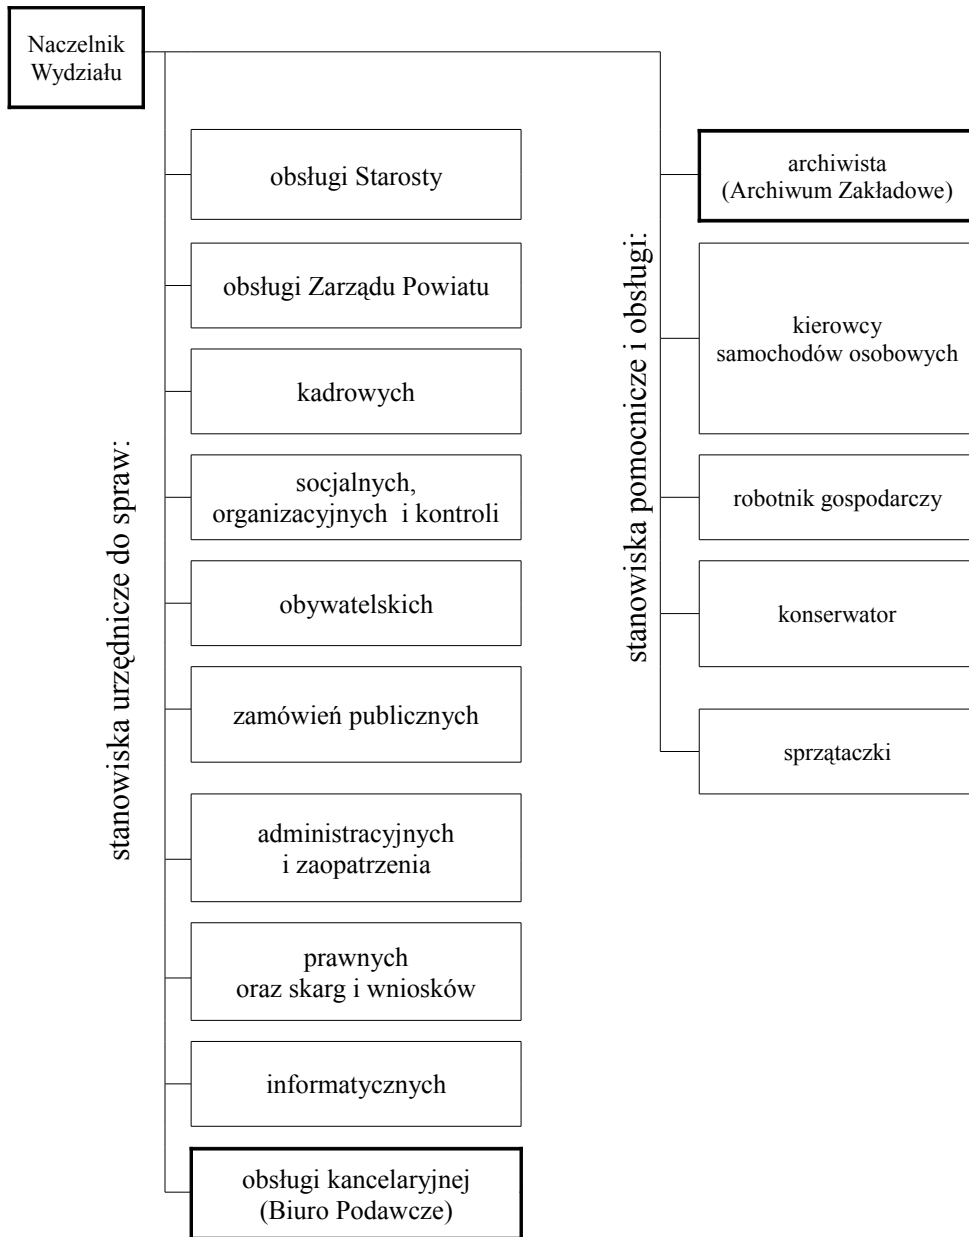 Naczelnik
Wydziału
stanowiska urzędnicze do spraw:
obsługi Starosty
obsługi Zarządu Powiatu
kadrowych
socjalnych,
organizacyjnych i kontroli
obywatelskich
zamówień publicznych
administracyjnych
i zaopatrzenia
prawnych
oraz skarg i wniosków
informatycznych
obsługi kancelaryjnej
(Biuro Podawcze)
stanowiska pomocnicze i obsługi:
archiwista
(Archiwum Zakładowe)
kierowcy
samochodów osobowych
robotnik gospodarczy
konserwator
sprzątaczki